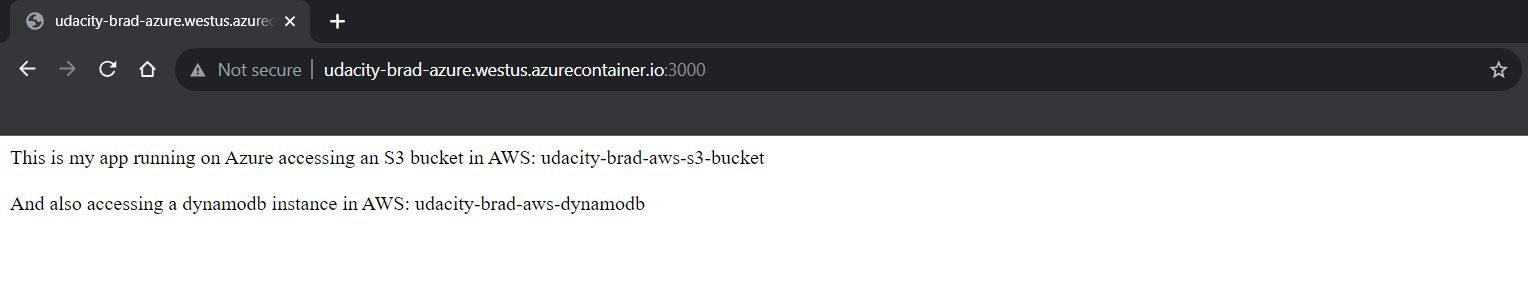 udacity-brad-azure.westus.azurec
Not secure | udacity-brad-azure.westus.azurecontainer.io:3000
This is my app running on Azure accessing an S3 bucket in AWS: udacity-brad-aws-s3-bucket
And also accessing a dynamodb instance in AWS: udacity-brad-aws-dynamodb